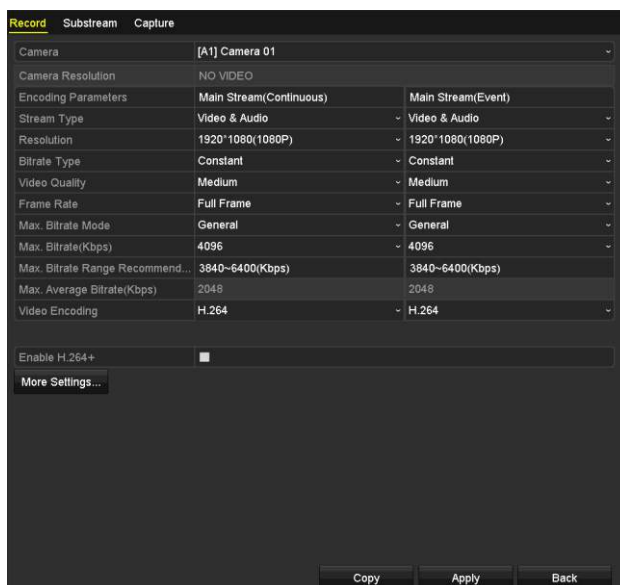 Record Substream Capture
Camera [A1] Camera 01
Camera Resolution NO VIDEO
Encoding Parameters Main Stream(Continuous) Main Stream(Event)
Stream Type Video & Audio Video & Audio
Resolution 1920*1080(1080P) 1920*1080(1080P)
Bitrate Type Constant Constant
Video Quality Medium Medium
Frame Rate Full Frame Full Frame
Max. Bitrate Mode General General
Max. Bitrate(Kbps) 4096 4096
Max. Bitrate Range Recommend... 3840~6400(Kbps) 3840~6400(Kbps)
Max. Average Bitrate(Kbps) 2048 2048
Video Encoding H.264 H.264
Enable H.264+
More Settings...
Copy Apply Back